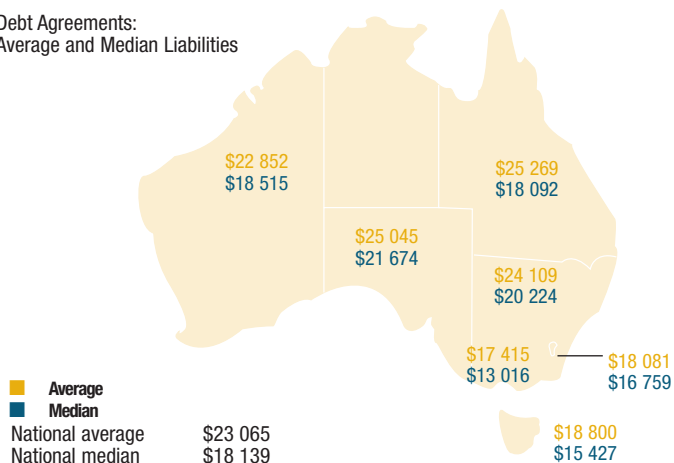 Debt Agreements:
Average and Median Liabilities
$22 852
$18 515
$25 269
$18 092
$25 045
$21 674
$24 109
$20 224
$17 415
$13 016
$18 081
$16 759
Average
Median
National average $23 065
National median $18 139
$18 800
$15 427